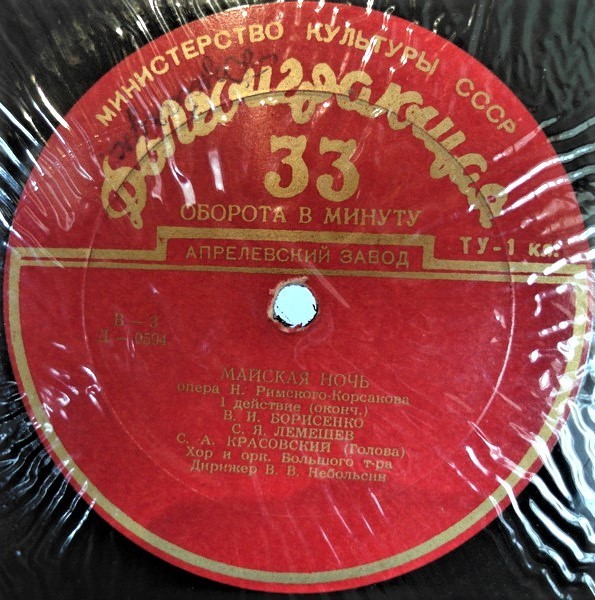 МИНИСТЕРСТВО КУЛЬТУРЫ СССР
Долгоиграющая
33
ОБОРОТА В МИНУТУ
АПРЕЛЕВСКИЙ ЗАВОД
ТУ-1 кл.
В — 3
Д — 0504
МАЙСКАЯ НОЧЬ
опера Н. Римского-Корсакова
1 действие (оконч.)
В. И. БОРИСЕНКО
С. Я. ЛЕМЕШЕВ
С. А. КРАСОВСКИЙ (Голова)
Хор и орк. Большого т-ра
Дирижер В. В. Небольсин